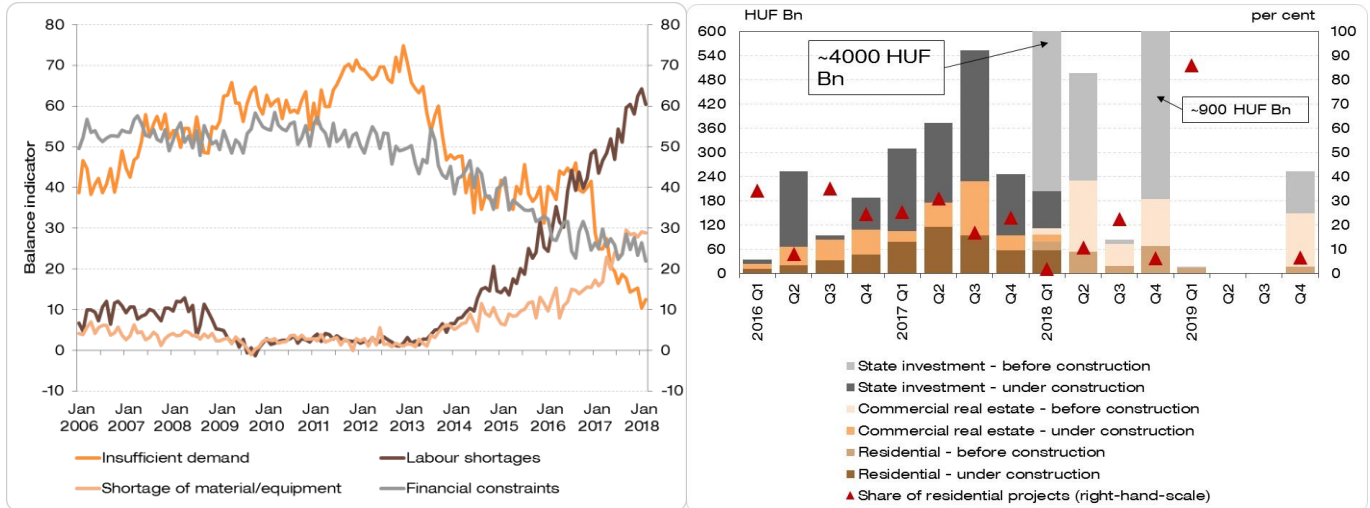 80
70
60
50
40
30
20
10
0
-10
Balance indicator
80
70
60
50
40
30
20
10
0
-10
Jan 2006
Jan 2007
Jan 2008
Jan 2009
Jan 2010
Jan 2011
Jan 2012
Jan 2013
Jan 2014
Jan 2015
Jan 2016
Jan 2017
Jan 2018
Insufficient demand
Labour shortages
Shortage of material/equipment
Financial constraints
HUF Bn
per cent
600
540
480
420
360
300
240
180
120
60
0
100
90
80
70
60
50
40
30
20
10
0
~4000 HUF
Bn
~900 HUF Bn
2016 Q1
Q2
Q3
Q4
2017 Q1
Q2
Q3
Q4
2018 Q1
Q2
Q3
Q4
2019 Q1
Q2
Q3
Q4
State investment - before construction
State investment - under construction
Commercial real estate - before construction
Commercial real estate - under construction
Residential - before construction
Residential - under construction
Share of residential projects (right-hand-scale)